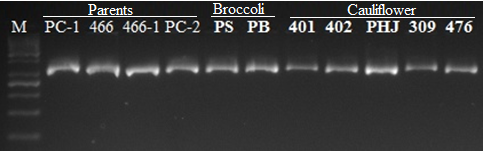 Parents Broccoli Cauliflower
M PC-1 466 466-1 PC-2 PS PB 401 402 PHJ 309 476